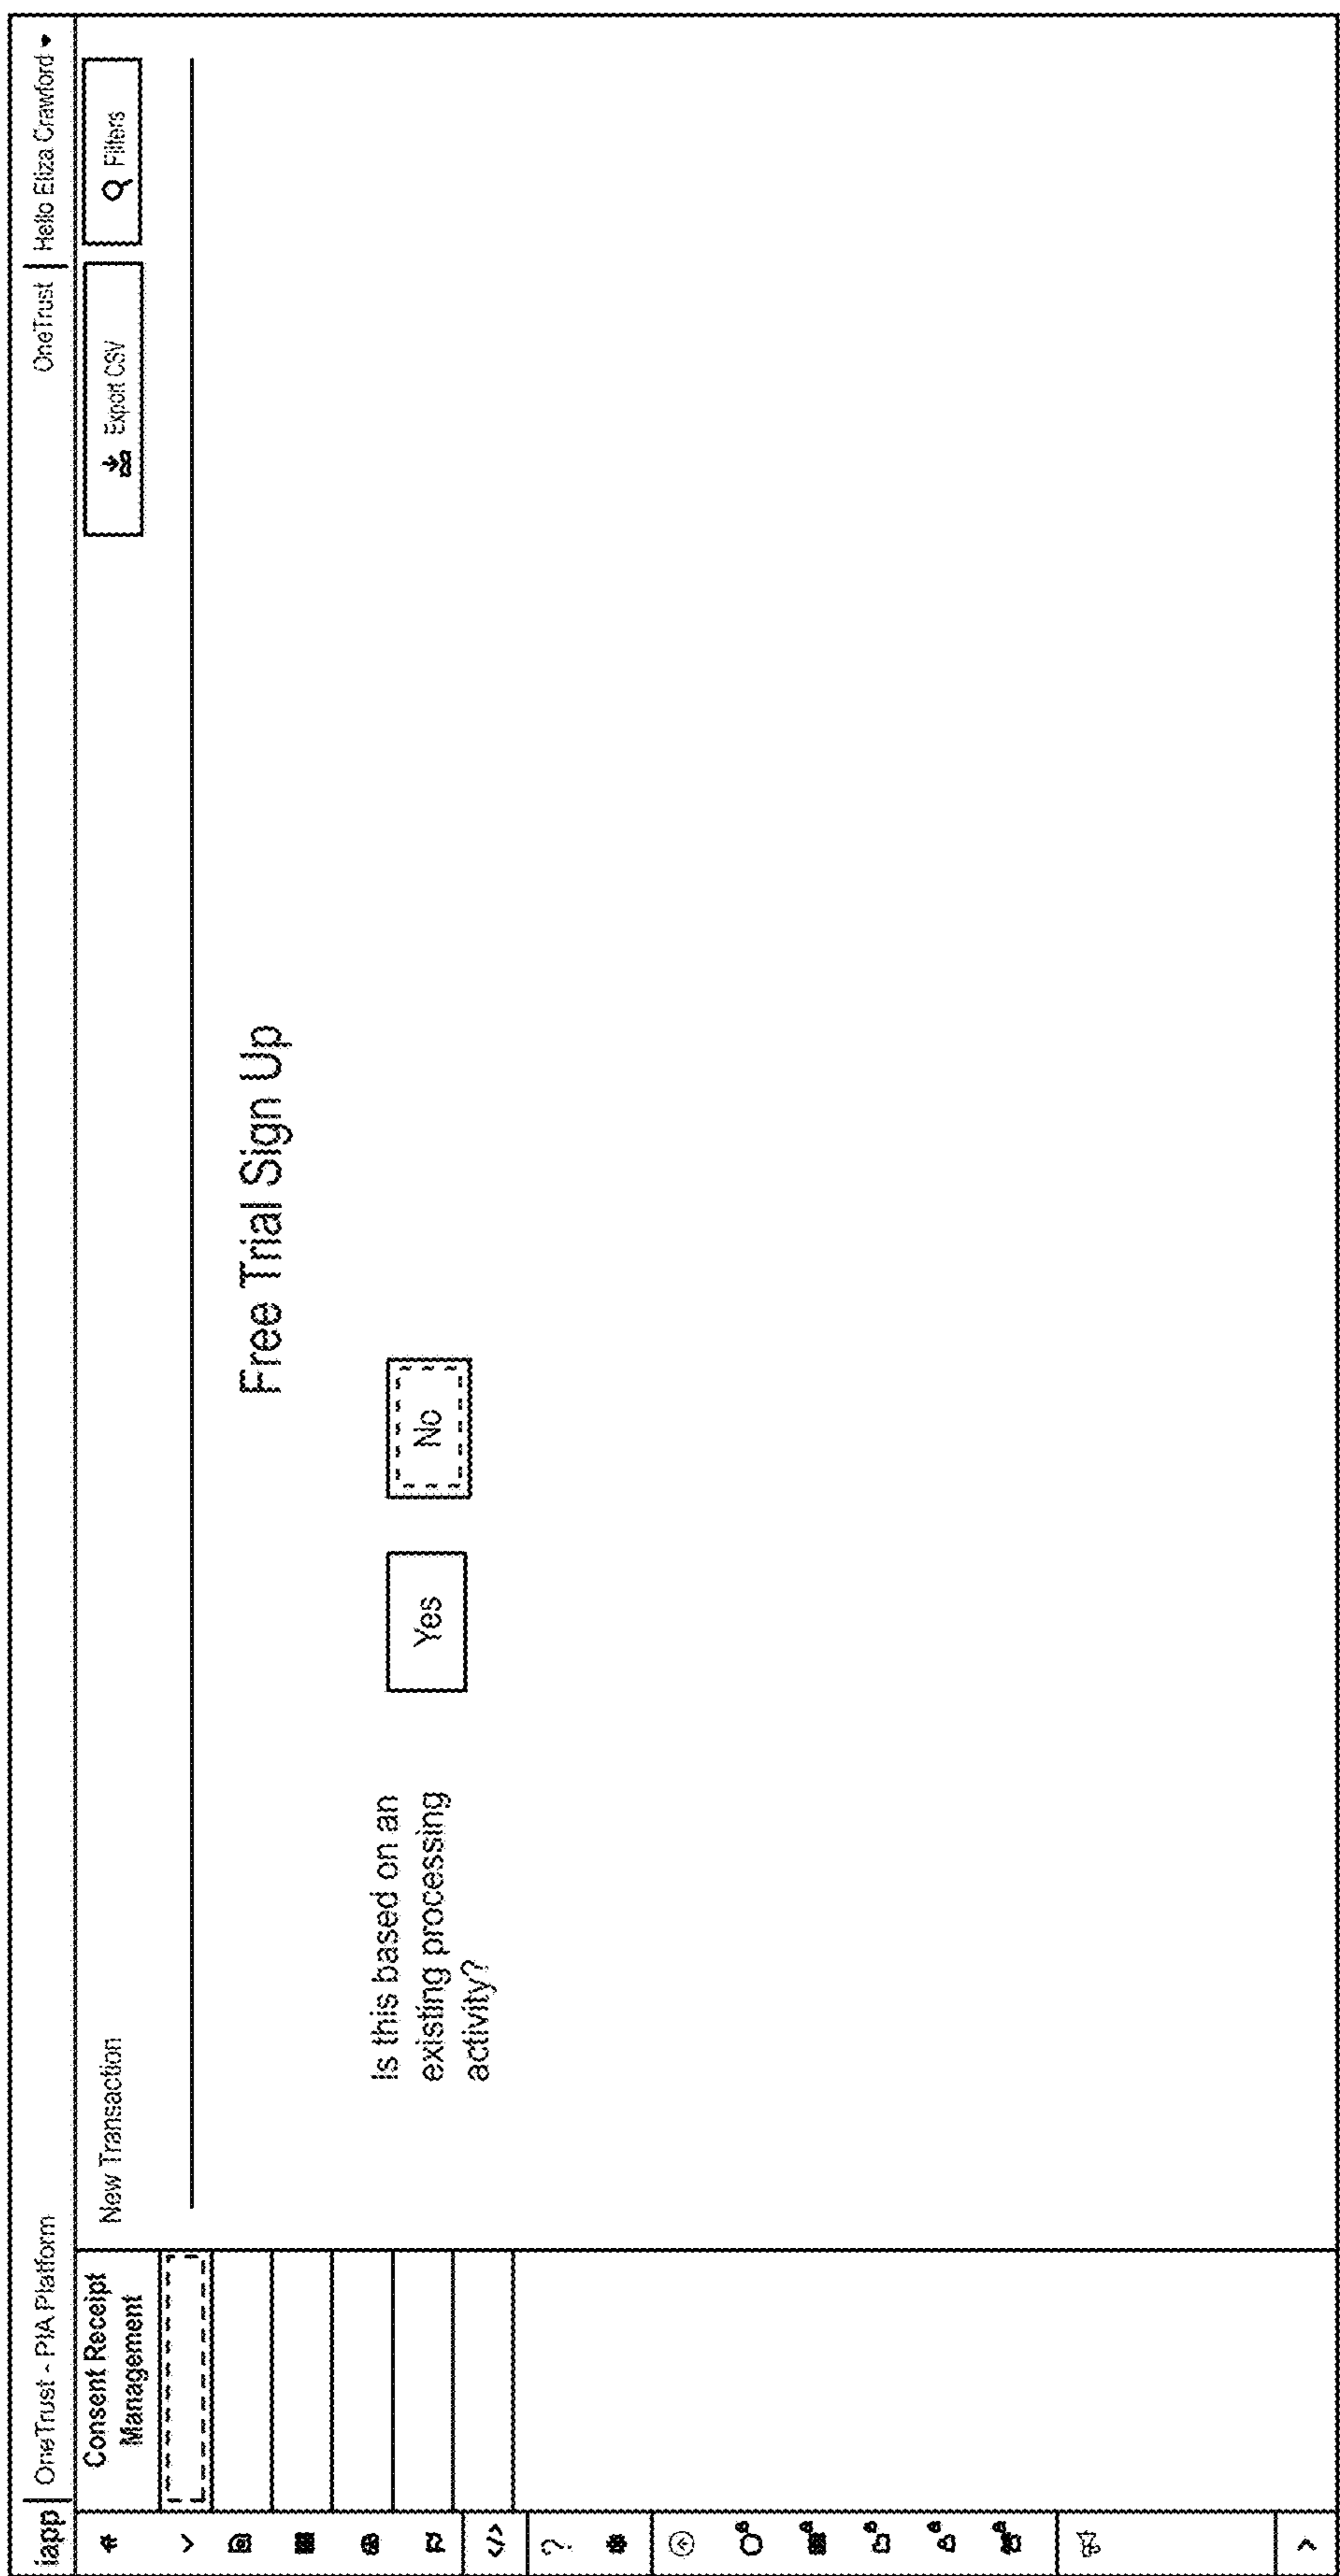 iapp
OneTrust - PIA Platform
OneTrust
Hello Eliza Crawford
Consent Receipt
Management
New Transaction
Export CSV
Filters
Free Trial Sign Up
Is this based on an
existing processing
activity?
Yes
No